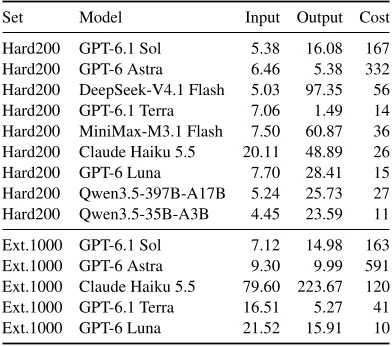 Set Model Input Output Cost
Hard200 GPT-6.1 Sol 5.38 16.08 167
Hard200 GPT-6 Astra 6.46 5.38 332
Hard200 DeepSeek-V4.1 Flash 5.03 97.35 56
Hard200 GPT-6.1 Terra 7.06 1.49 14
Hard200 MiniMax-M3.1 Flash 7.50 60.87 36
Hard200 Claude Haiku 5.5 20.11 48.89 26
Hard200 GPT-6 Luna 7.70 28.41 15
Hard200 Qwen3.5-397B-A17B 5.24 25.73 27
Hard200 Qwen3.5-35B-A3B 4.45 23.59 11
Ext.1000 GPT-6.1 Sol 7.12 14.98 163
Ext.1000 GPT-6 Astra 9.30 9.99 591
Ext.1000 Claude Haiku 5.5 79.60 223.67 120
Ext.1000 GPT-6.1 Terra 16.51 5.27 41
Ext.1000 GPT-6 Luna 21.52 15.91 10